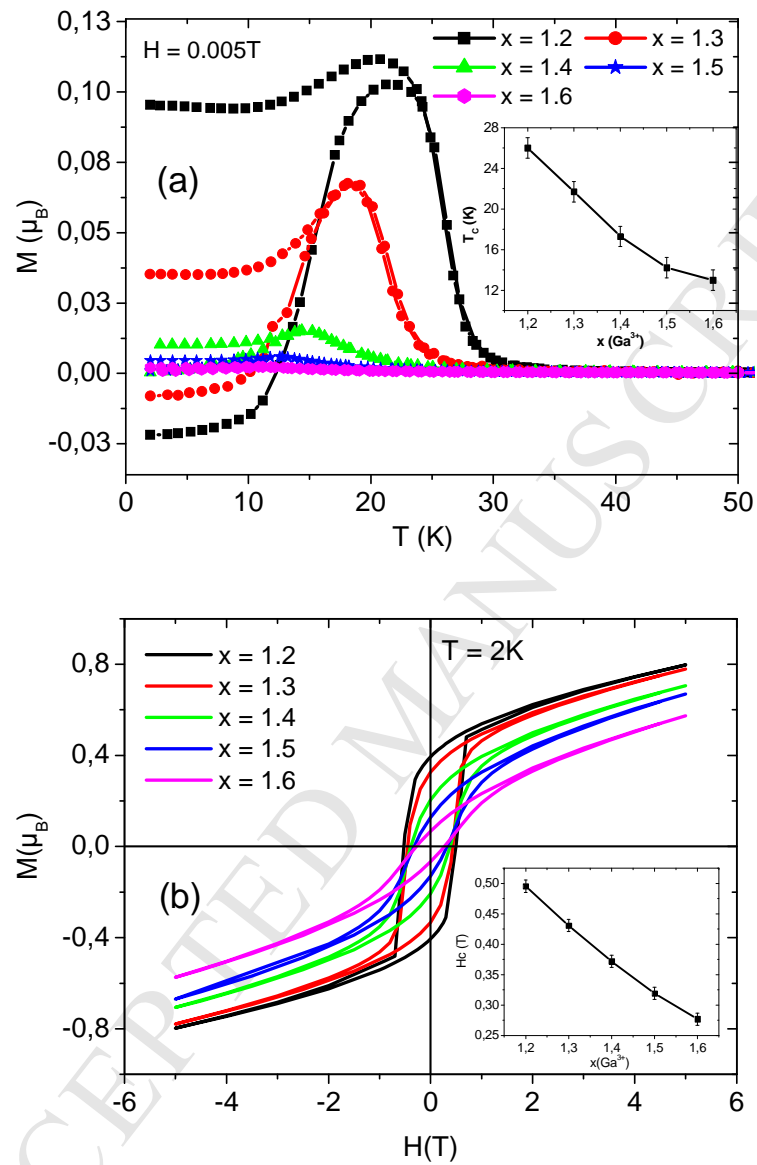 0,13
0,10
0,08
0,05
0,03
0,00
-0,03
M (μB)
H = 0.005T
(a)
x = 1.2 x = 1.3
x = 1.4 x = 1.5
x = 1.6
28
24
20
16
12
Tc (K)
1,2 1,3 1,4 1,5 1,6
x (Ga3+)
0 10 20 30 40 50
T (K)
0,8
0,4
0,0
-0,4
-0,8
M(μB)
x = 1.2
x = 1.3
x = 1.4
x = 1.5
x = 1.6
T = 2K
(b)
0,50
0,45
0,40
0,35
0,30
0,25
Hc (T)
1,2 1,3 1,4 1,5 1,6
x(Ga3+)
-6 -4 -2 0 2 4 6
H(T)
CEPTED MANUSCRI